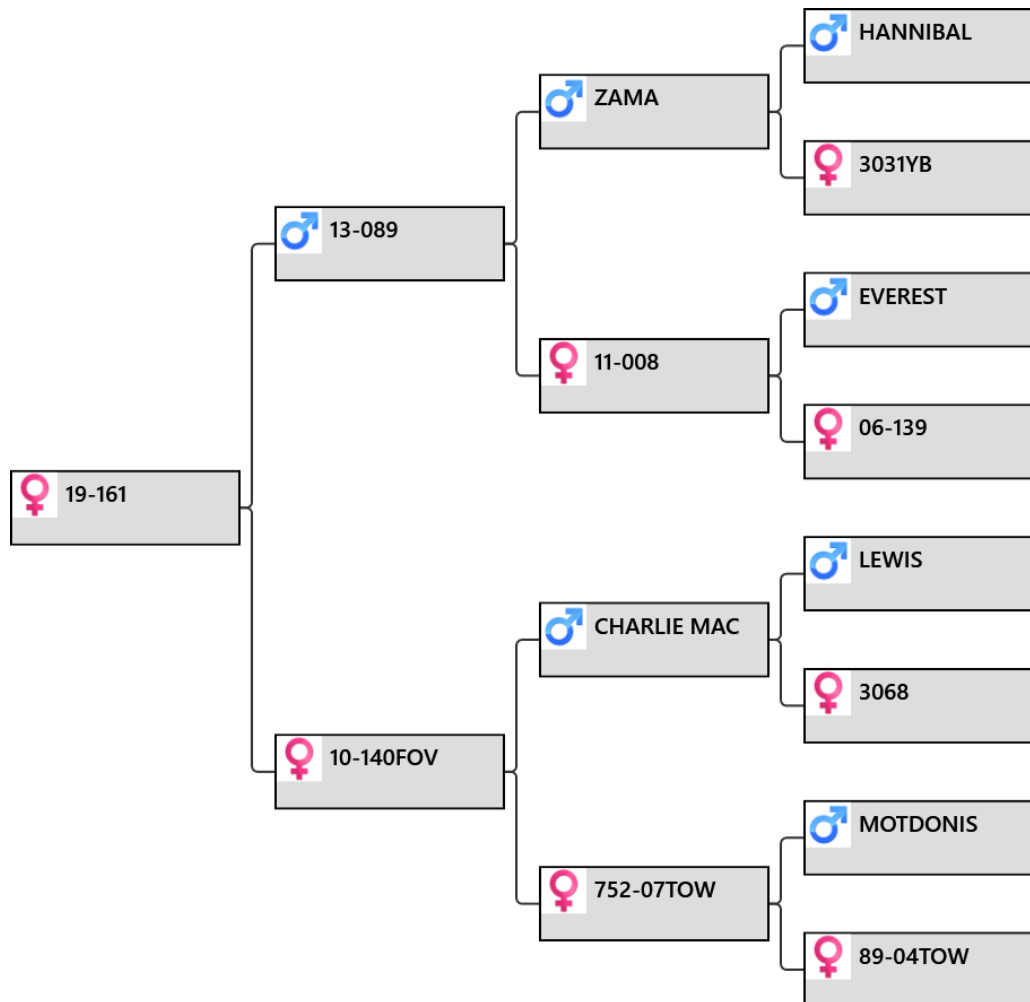 HANNIBAL
ZAMA
3031YB
13-089
EVEREST
11-008
06-139
19-161
LEWIS
CHARLIE MAC
3068
10-140FOV
MOTDONIS
752-07TOW
89-04TOW